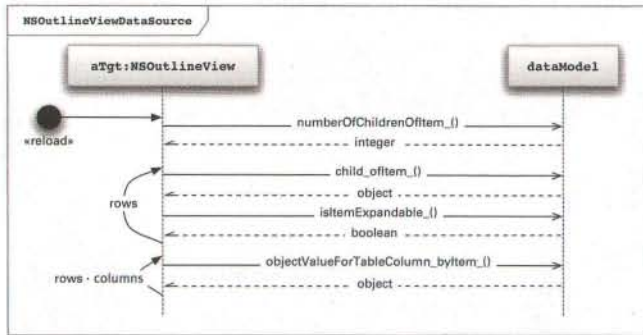 NSOutlineViewDataSource
aTgt:NSOutlineView
dataModel
«reload»
numberOfChildrenOfItem_()
integer
child_ofItem_()
object
rows
isItemExpandable_()
boolean
objectValueForTableColumn_byItem_()
rows · columns
object